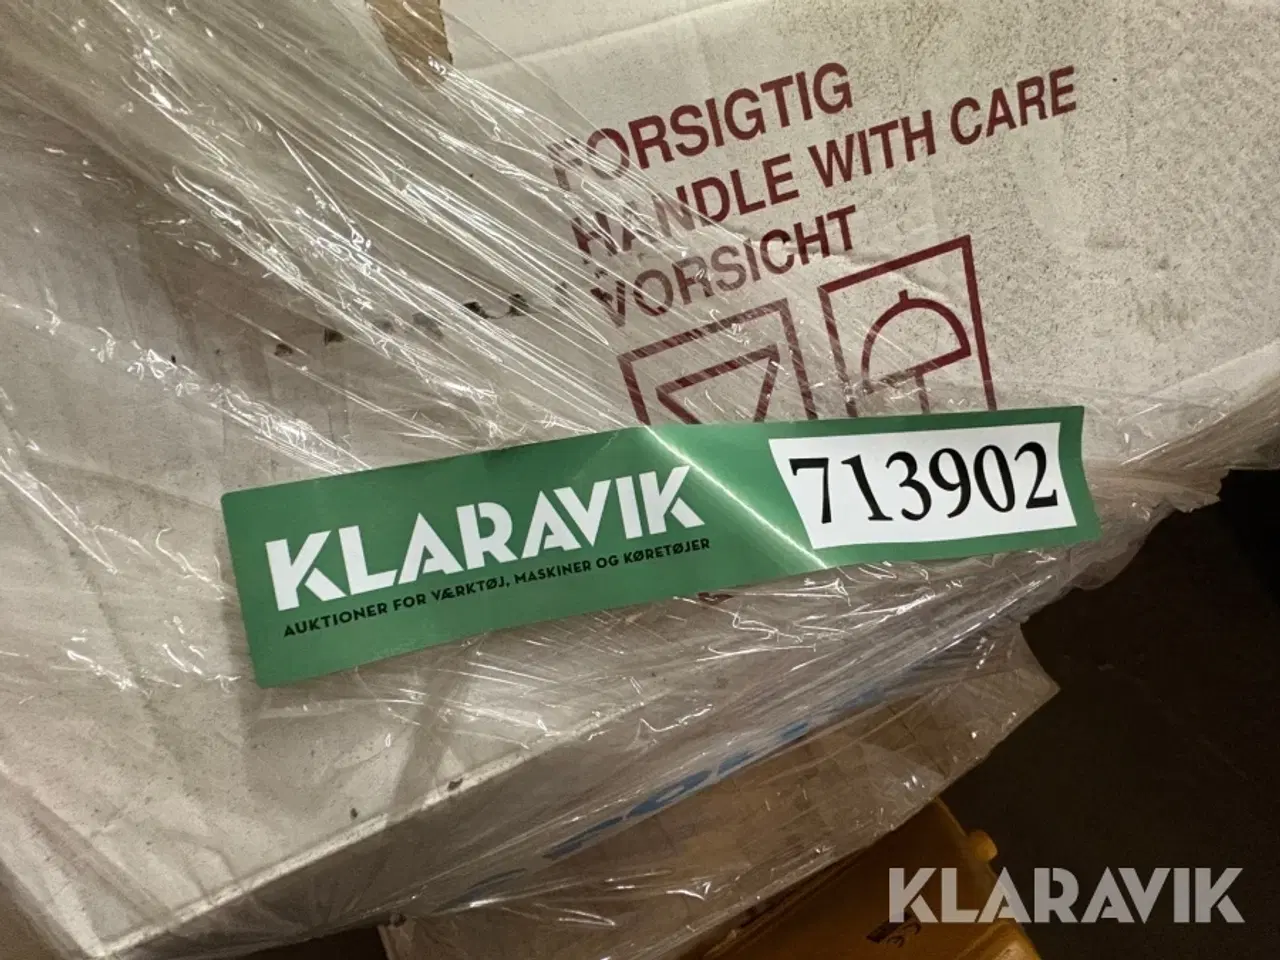 FORSIGTIG
HANDLE WITH CARE
VORSICHT
KLARAVIK
AUKTIONER FOR VÆRKTØJ, MASKINER OG KØRETØJER
713902
KLARAVIK